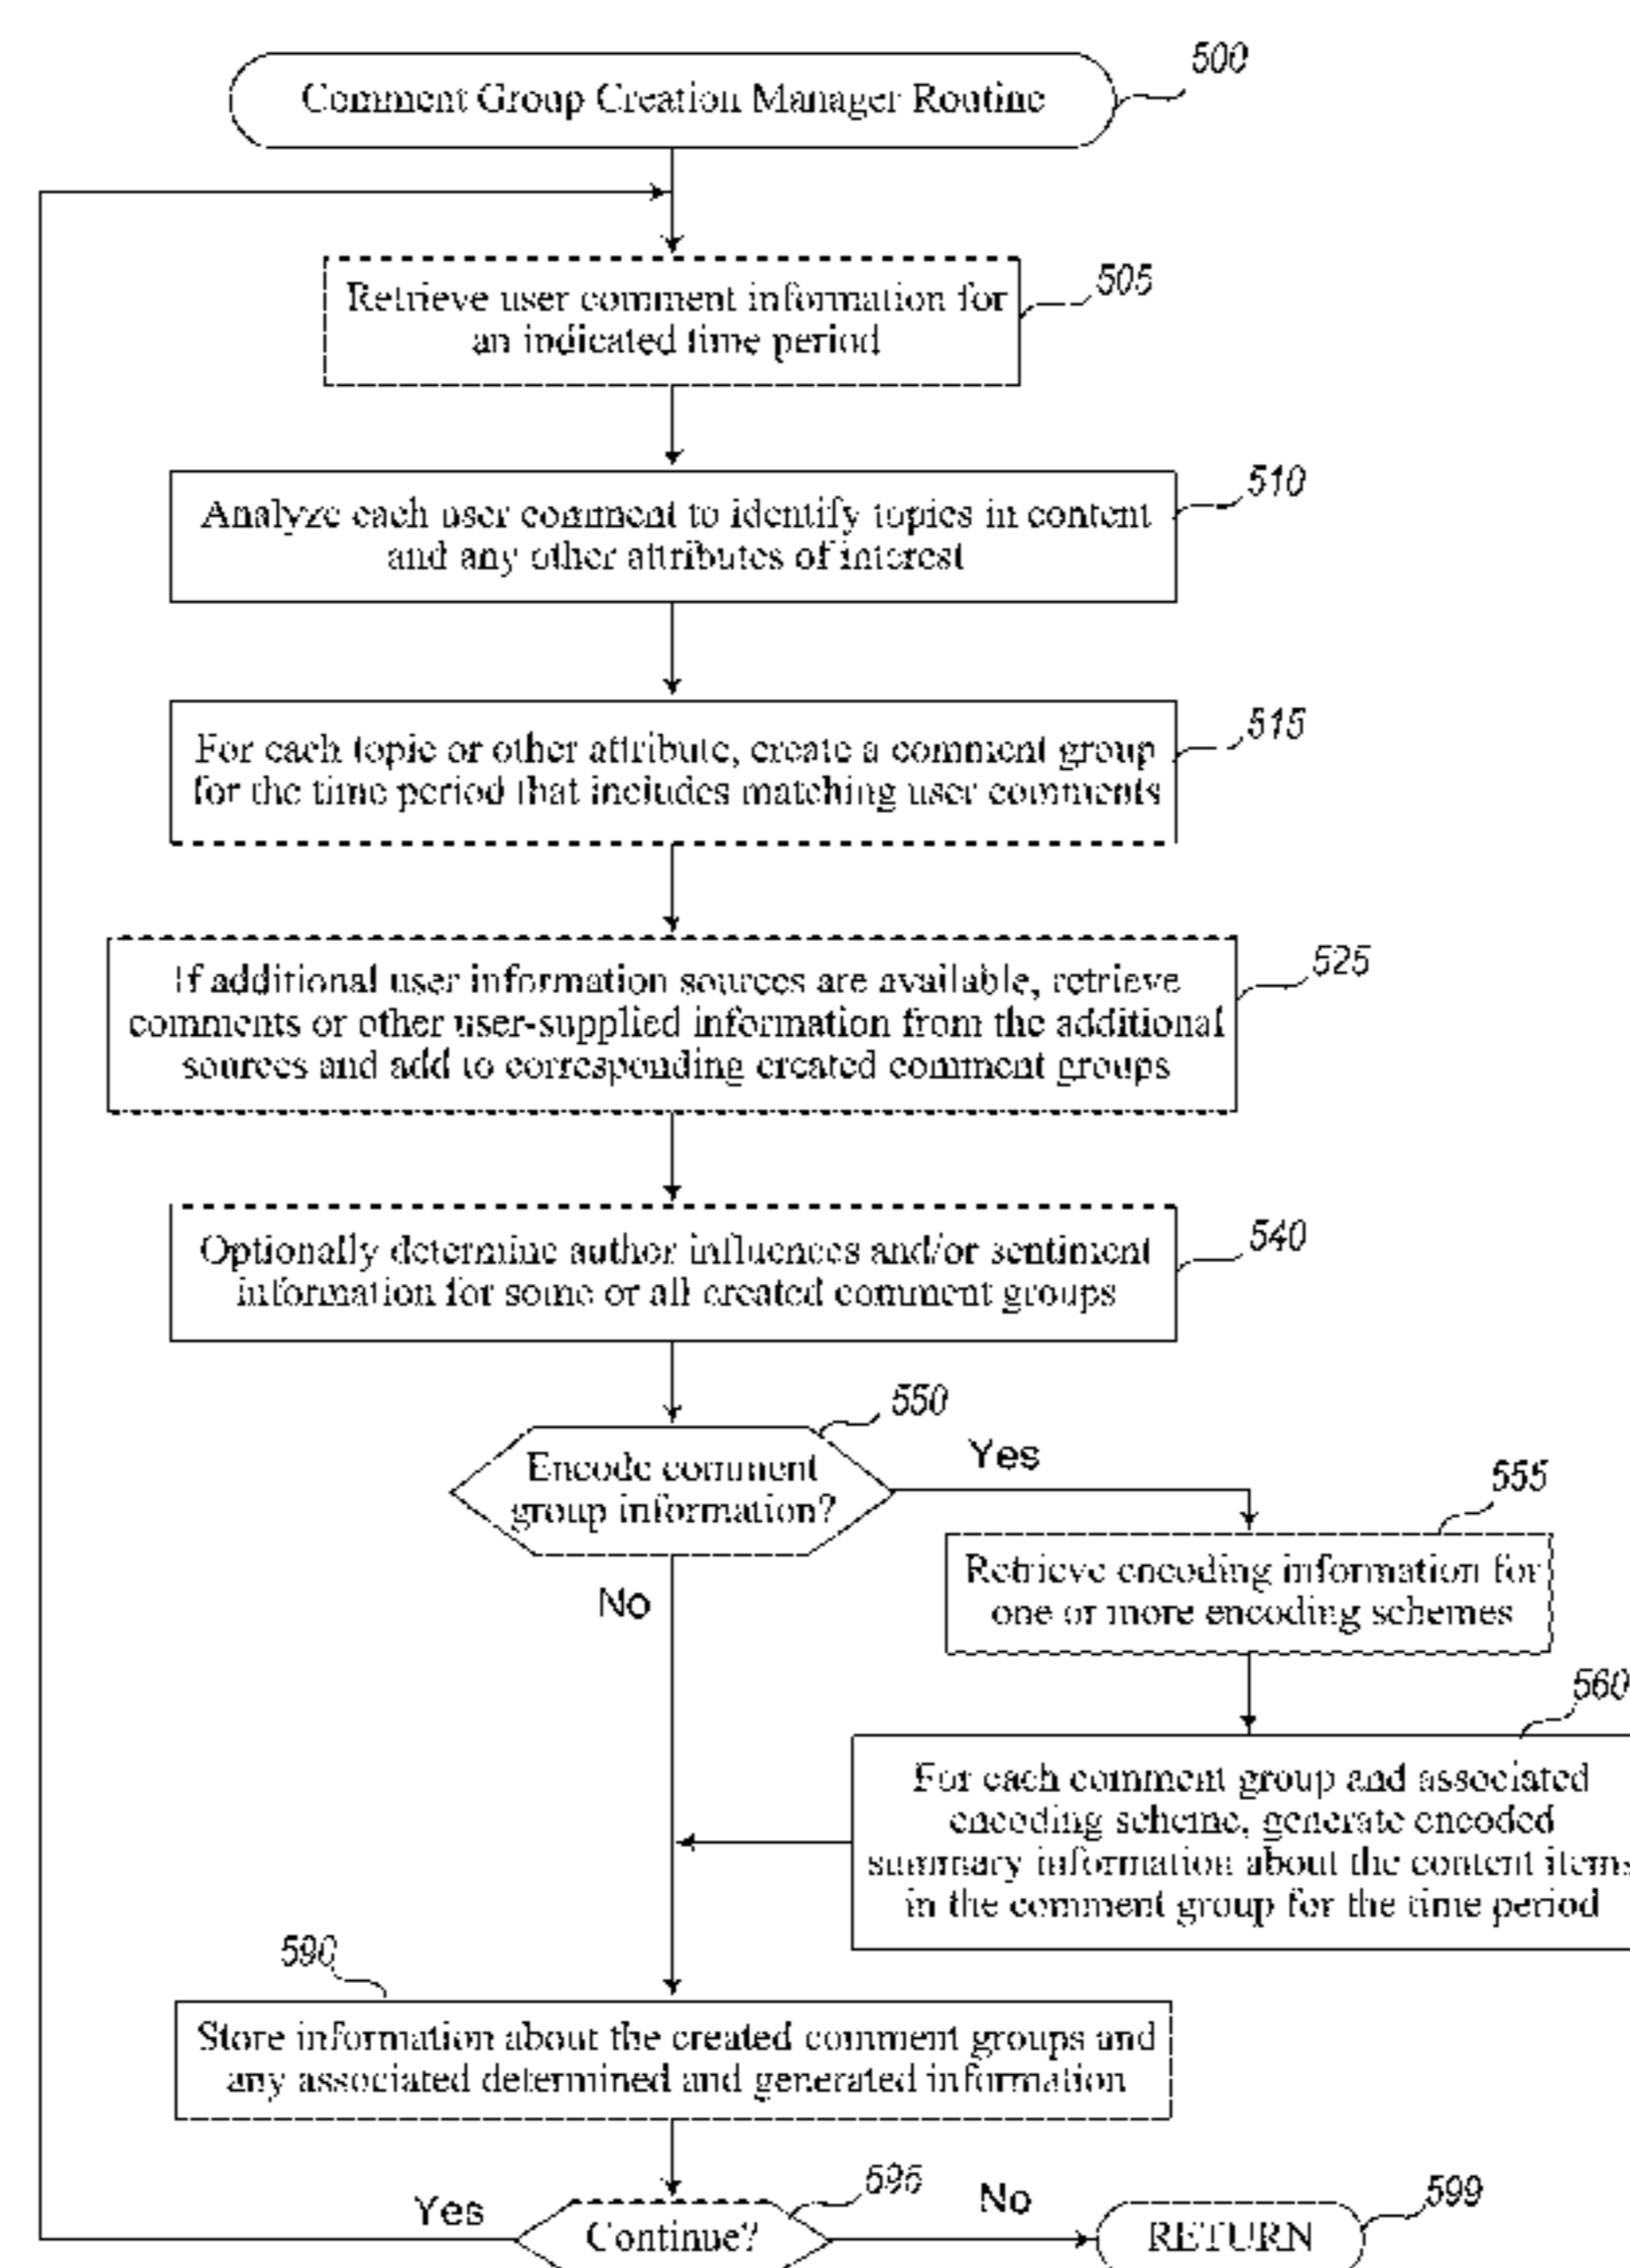 Comment Group Creation Manager Routine
500
Retrieve user comment information for
an indicated time period
505
Analyze each user comment to identify topics in content
and any other attributes of interest
510
For each topic or other attribute, create a comment group
for the time period that includes matching user comments
515
If additional user information sources are available, retrieve
comments or other user-supplied information from the additional
sources and add to corresponding created comment groups
525
Optionally determine author influences and/or sentiment
information for some or all created comment groups
540
Encode comment
group information?
550
Yes
No
Retrieve encoding information for
one or more encoding schemes
555
For each comment group and associated
encoding scheme, generate encoded
summary information about the content items
in the comment group for the time period
560
590
Store information about the created comment groups and
any associated determined and generated information
Yes
Continue?
595
No
RETURN
599